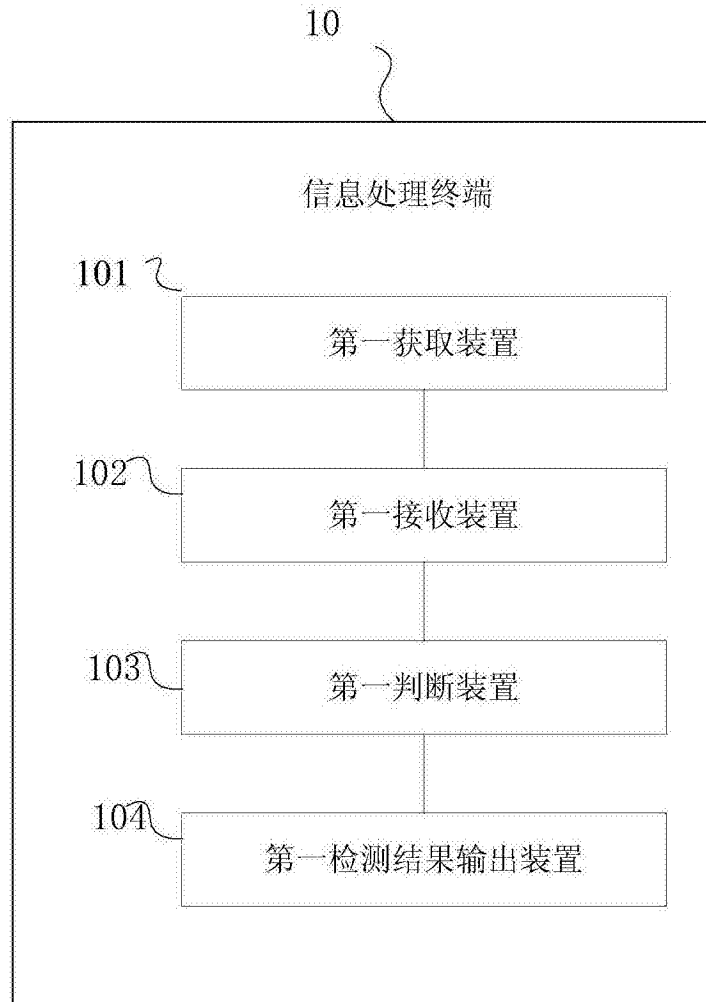 10
信息处理终端
101
第一获取装置
102
第一接收装置
103
第一判断装置
104
第一检测结果输出装置